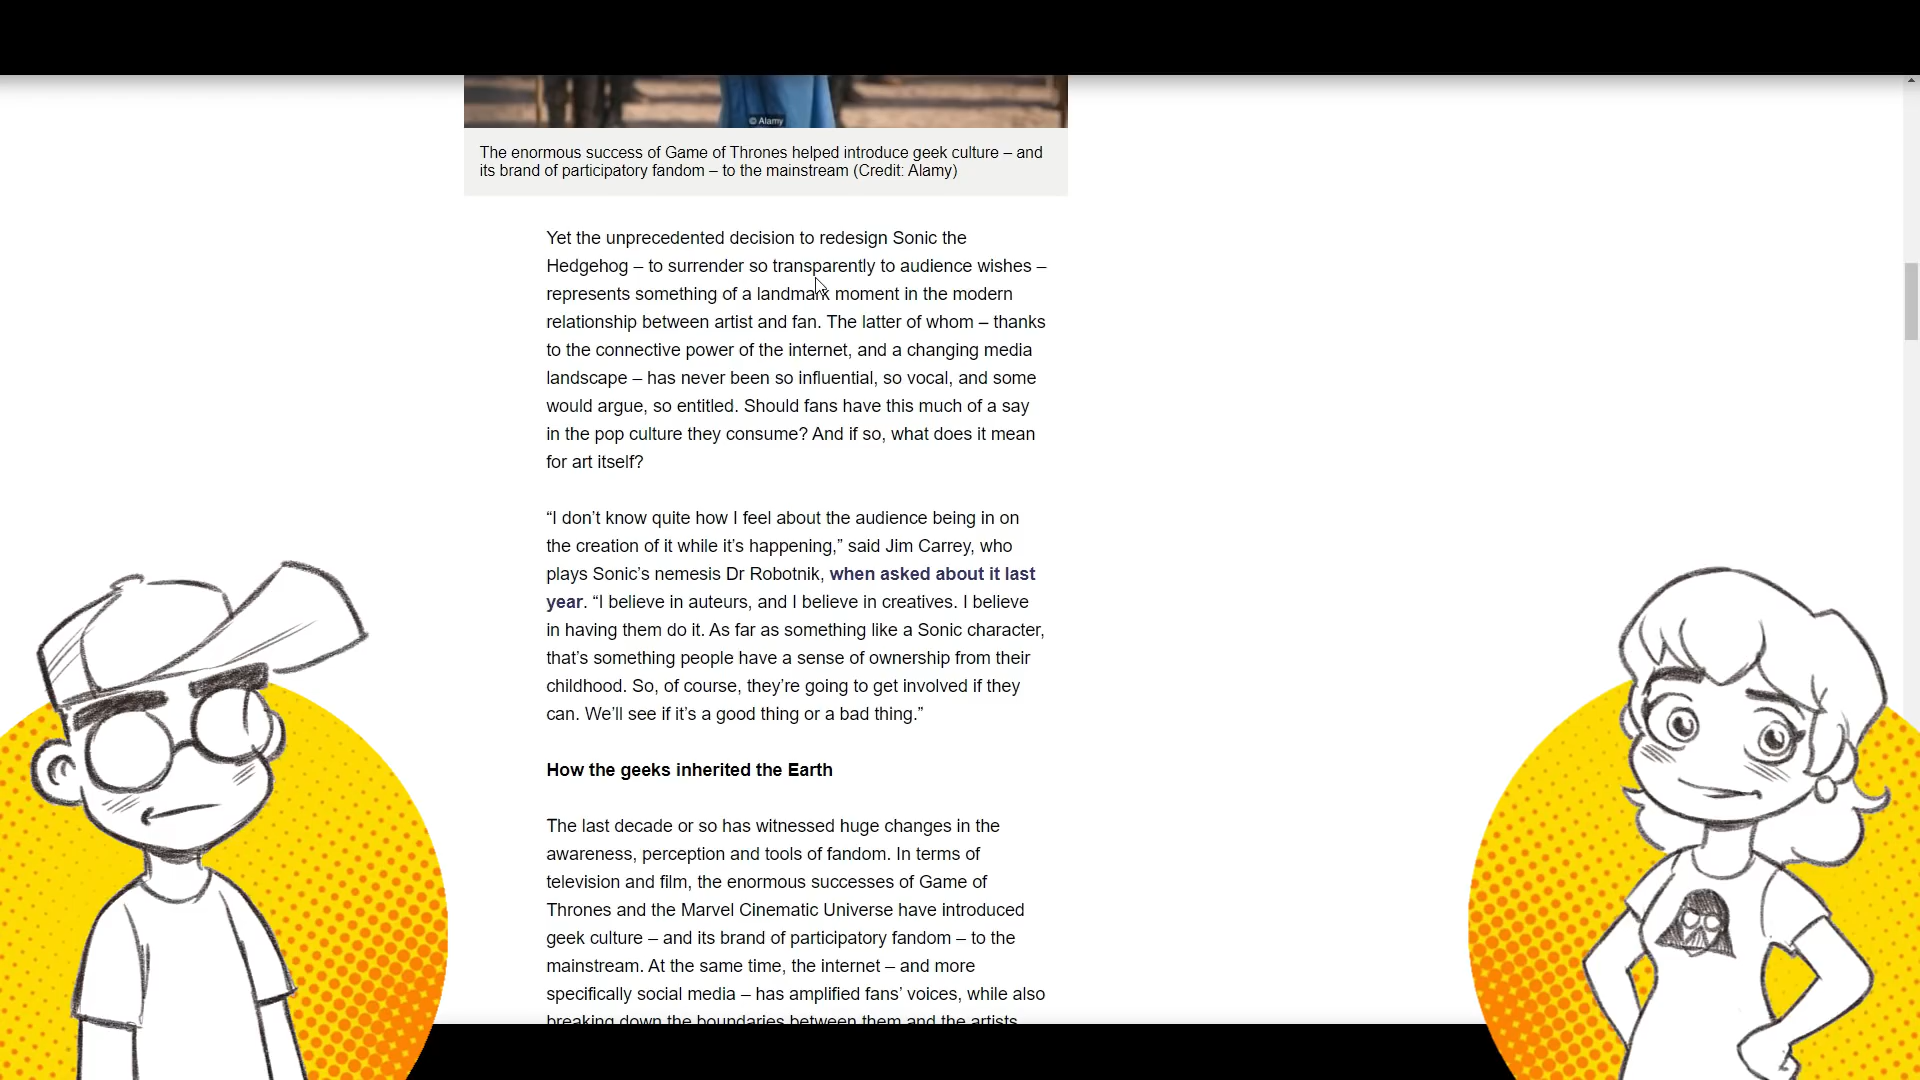 © Alamy
The enormous success of Game of Thrones helped introduce geek culture – and
its brand of participatory fandom – to the mainstream (Credit: Alamy)
Yet the unprecedented decision to redesign Sonic the
Hedgehog – to surrender so transparently to audience wishes –
represents something of a landmark moment in the modern
relationship between artist and fan. The latter of whom – thanks
to the connective power of the internet, and a changing media
landscape – has never been so influential, so vocal, and some
would argue, so entitled. Should fans have this much of a say
in the pop culture they consume? And if so, what does it mean
for art itself?
“I don’t know quite how I feel about the audience being in on
the creation of it while it’s happening,” said Jim Carrey, who
plays Sonic’s nemesis Dr Robotnik, when asked about it last
year. “I believe in auteurs, and I believe in creatives. I believe
in having them do it. As far as something like a Sonic character,
that’s something people have a sense of ownership from their
childhood. So, of course, they’re going to get involved if they
can. We’ll see if it’s a good thing or a bad thing.”
How the geeks inherited the Earth
The last decade or so has witnessed huge changes in the
awareness, perception and tools of fandom. In terms of
television and film, the enormous successes of Game of
Thrones and the Marvel Cinematic Universe have introduced
geek culture – and its brand of participatory fandom – to the
mainstream. At the same time, the internet – and more
specifically social media – has amplified fans’ voices, while also
breaking down the boundaries between them and the artists